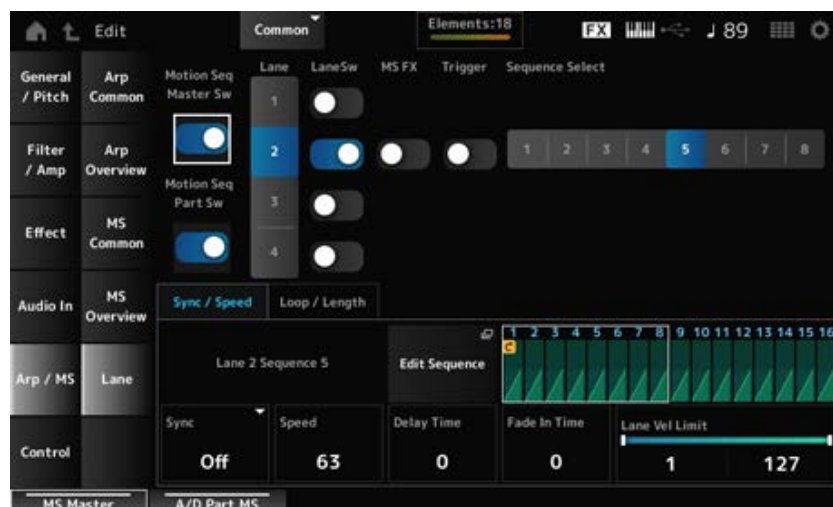 Edit
Common
Elements:18
FX
89
General / Pitch
Arp Common
Filter / Amp
Arp Overview
Effect
MS Common
Audio In
MS Overview
Arp / MS
Lane
Control
Motion Seq Master Sw
Motion Seq Part Sw
Lane
LaneSw
MS FX
Trigger
Sequence Select
1
2
3
4
1 2 3 4 5 6 7 8
Sync / Speed
Loop / Length
Lane 2 Sequence 5
Edit Sequence
1 2 3 4 5 6 7 8 9 10 11 12 13 14 15 16
C
Sync
Off
Speed
63
Delay Time
0
Fade In Time
0
Lane Vel Limit
1
127
MS Master
A/D Part MS